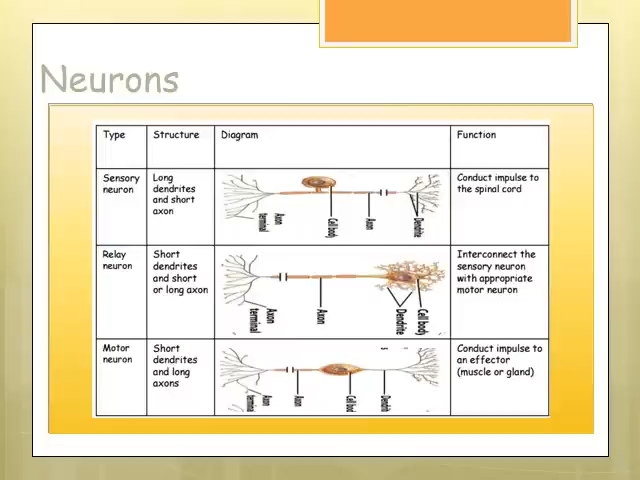 Neurons
Type
Structure
Diagram
Function
Sensory
neuron
Long
dendrites
and short
axon
Axon
terminal
Cell body
Axon
Dendrite
Conduct impulse to
the spinal cord
Relay
neuron
Short
dendrites
and short
or long axon
Axon
terminal
Axon
Dendrite
Cell body
Interconnect the
sensory neuron
with appropriate
motor neuron
Motor
neuron
Short
dendrites
and long
axons
Axon
termina
Axon
Cell bod
Dendrit
Conduct impulse to
an effector
(muscle or gland)